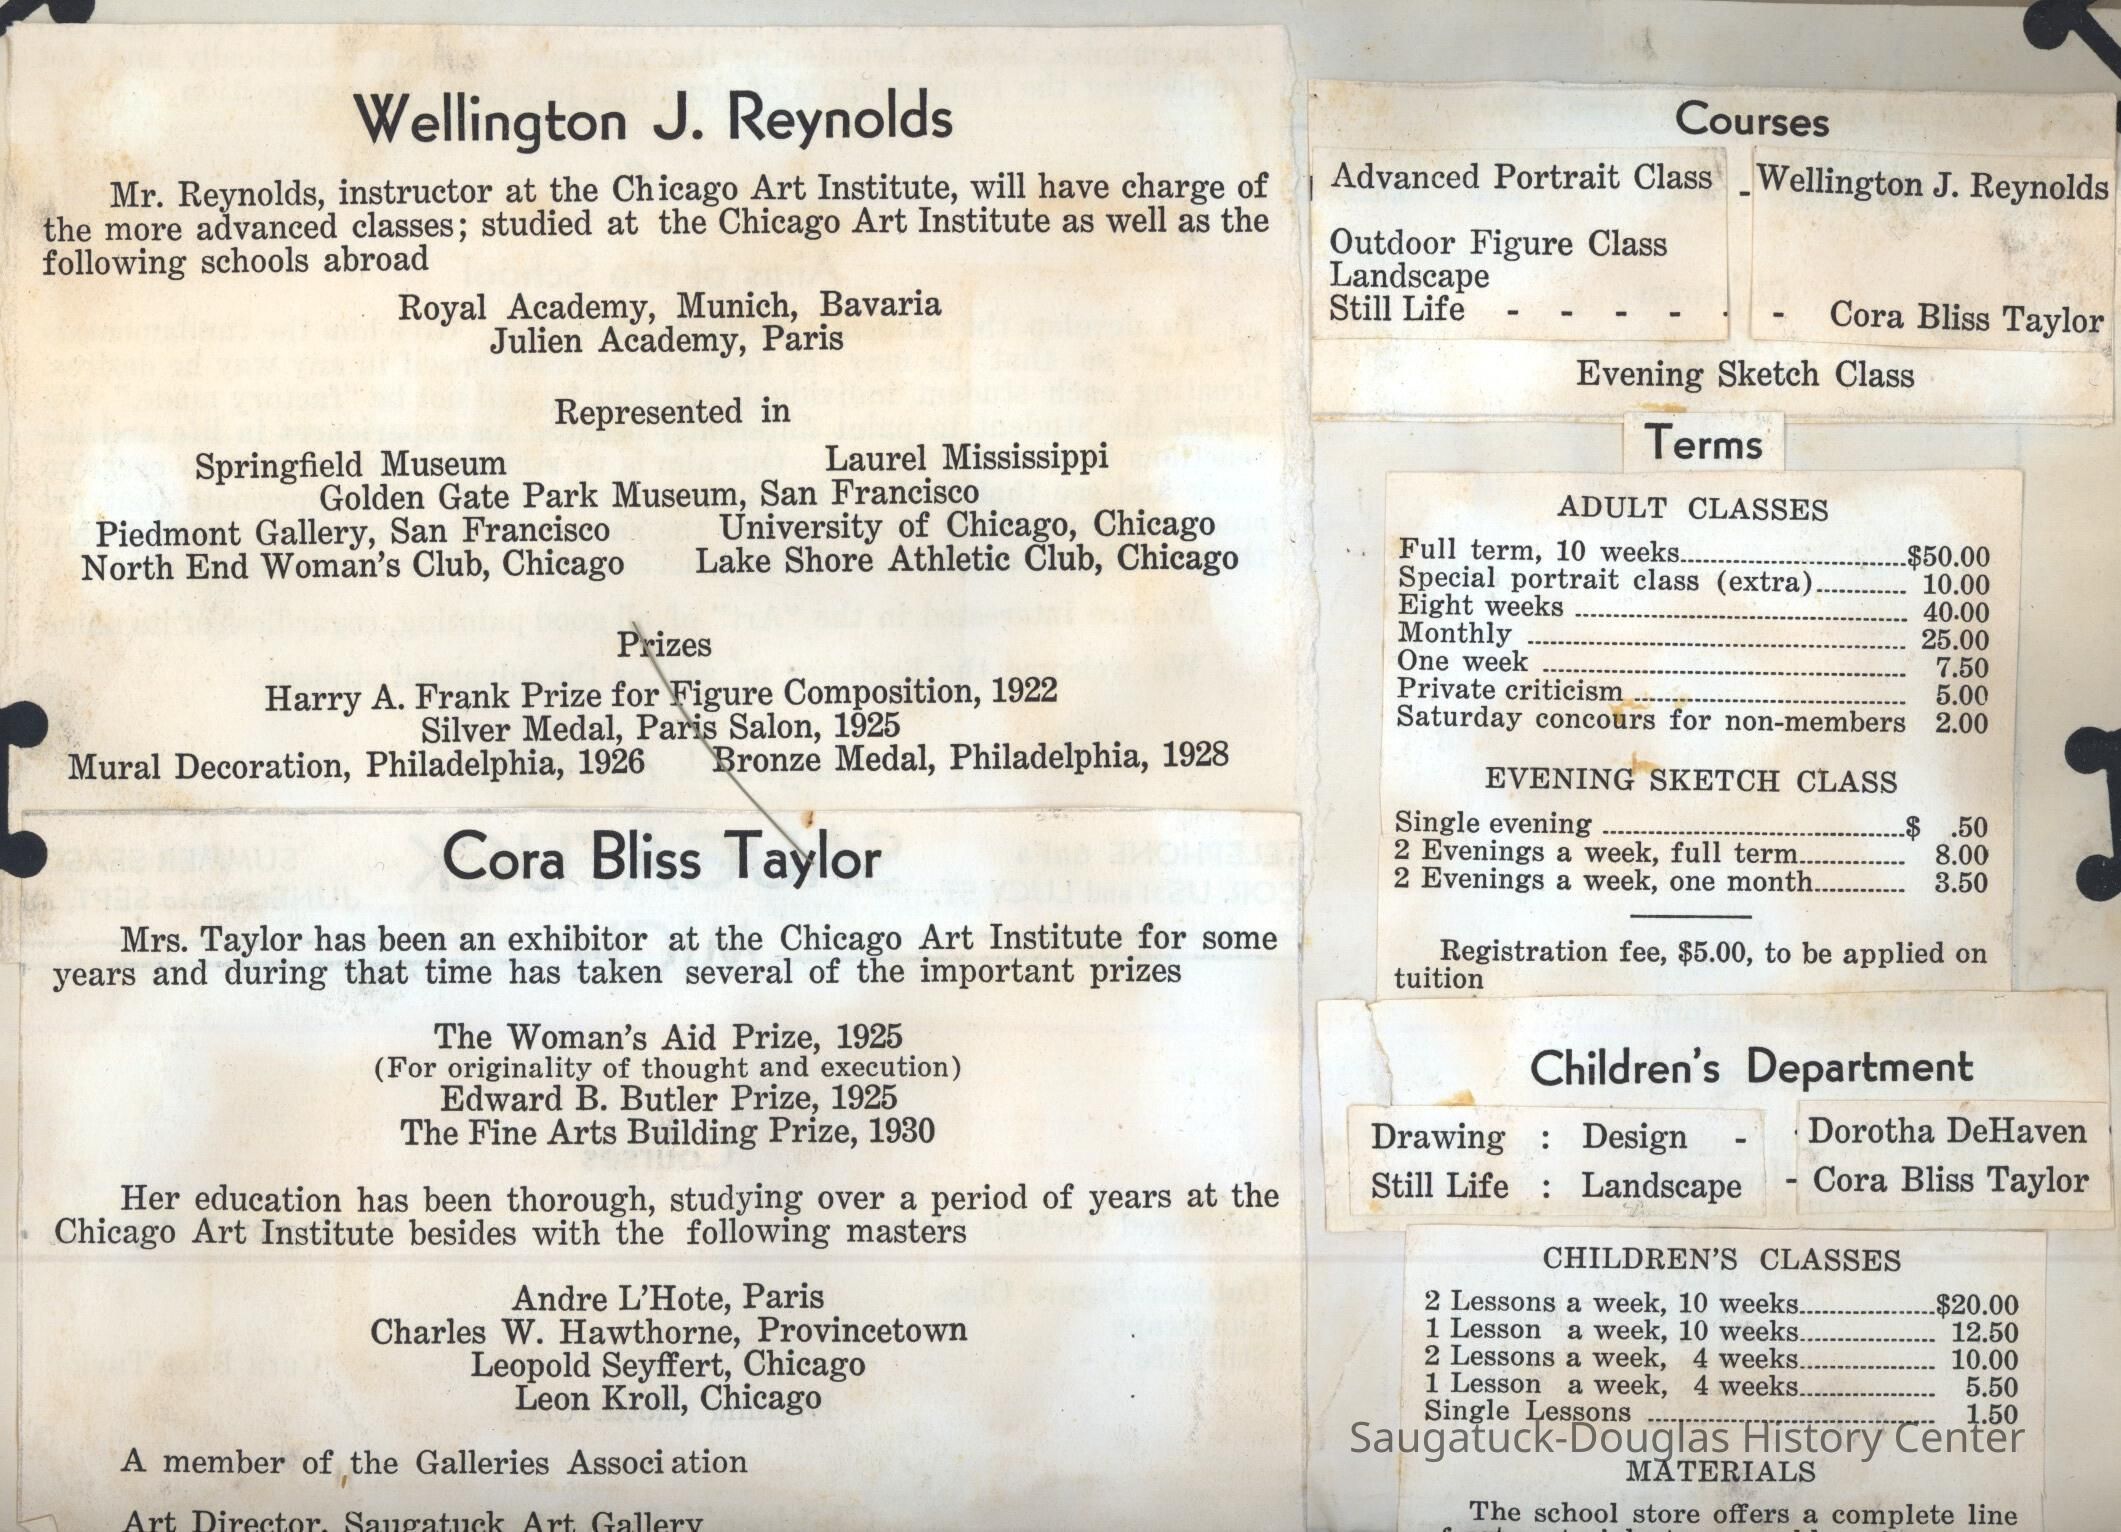 Wellington J. Reynolds
Mr. Reynolds, instructor at the Chicago Art Institute, will have charge of
the more advanced classes; studied at the Chicago Art Institute as well as the
following schools abroad
Royal Academy, Munich, Bavaria
Julien Academy, Paris
Represented in
Springfield Museum Laurel Mississippi
Golden Gate Park Museum, San Francisco
Piedmont Gallery, San Francisco University of Chicago, Chicago
North End Woman's Club, Chicago Lake Shore Athletic Club, Chicago
Prizes
Harry A. Frank Prize for Figure Composition, 1922
Silver Medal, Paris Salon, 1925
Mural Decoration, Philadelphia, 1926 Bronze Medal, Philadelphia, 1928
Cora Bliss Taylor
Mrs. Taylor has been an exhibitor at the Chicago Art Institute for some
years and during that time has taken several of the important prizes
The Woman's Aid Prize, 1925
(For originality of thought and execution)
Edward B. Butler Prize, 1925
The Fine Arts Building Prize, 1930
Her education has been thorough, studying over a period of years at the
Chicago Art Institute besides with the following masters
Andre L'Hote, Paris
Charles W. Hawthorne, Provincetown
Leopold Seyffert, Chicago
Leon Kroll, Chicago
A member of the Galleries Association
Art Director, Saugatuck Art Gallery
Courses
Advanced Portrait Class - Wellington J. Reynolds
Outdoor Figure Class
Landscape
Still Life - - - - - - Cora Bliss Taylor
Evening Sketch Class
Terms
ADULT CLASSES
Full term, 10 weeks $50.00
Special portrait class (extra) 10.00
Eight weeks 40.00
Monthly 25.00
One week 7.50
Private criticism 5.00
Saturday concours for non-members 2.00
EVENING SKETCH CLASS
Single evening $ .50
2 Evenings a week, full term 8.00
2 Evenings a week, one month 3.50
Registration fee, $5.00, to be applied on
tuition
Children's Department
Drawing : Design - Dorotha DeHaven
Still Life : Landscape - Cora Bliss Taylor
CHILDREN'S CLASSES
2 Lessons a week, 10 weeks $20.00
1 Lesson a week, 10 weeks 12.50
2 Lessons a week, 4 weeks 10.00
1 Lesson a week, 4 weeks 5.50
Single Lessons 1.50
Saugatuck-Douglas History Center
MATERIALS
The school store offers a complete line